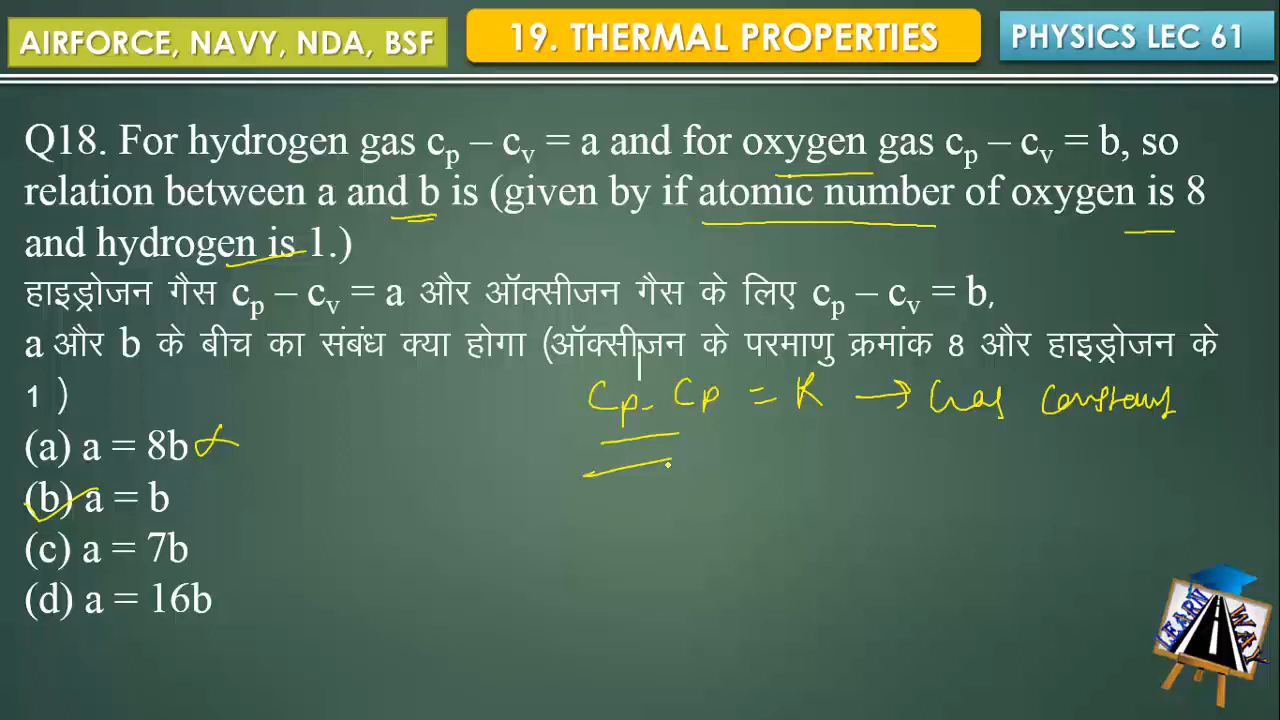 AIRFORCE, NAVY, NDA, BSF
19. THERMAL PROPERTIES
PHYSICS LEC 61
Q18. For hydrogen gas cp – cv = a and for oxygen gas cp – cv = b, so
relation between a and b is (given by if atomic number of oxygen is 8
and hydrogen is 1.)
हाइड्रोजन गैस cp – cv = a और ऑक्सीजन गैस के लिए cp – cv = b,
a और b के बीच का संबंध क्या होगा (ऑक्सीजन के परमाणु क्रमांक 8 और हाइड्रोजन के
1 )
Cp - Cp = R → Gas constant
(a) a = 8b
(b) a = b
(c) a = 7b
(d) a = 16b
LEARN WAY